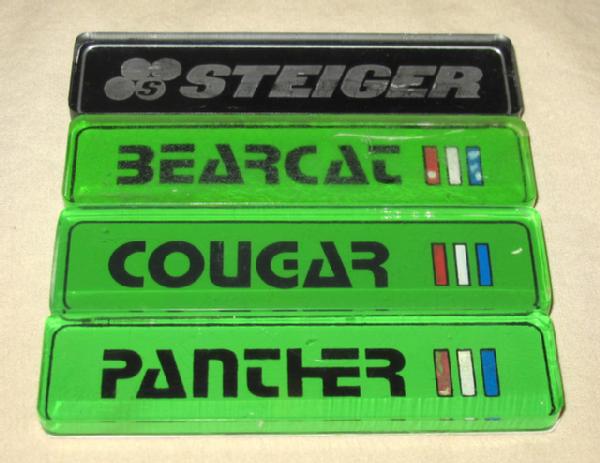 S STEIGER
BEARCAT
COUGAR
PANTHER